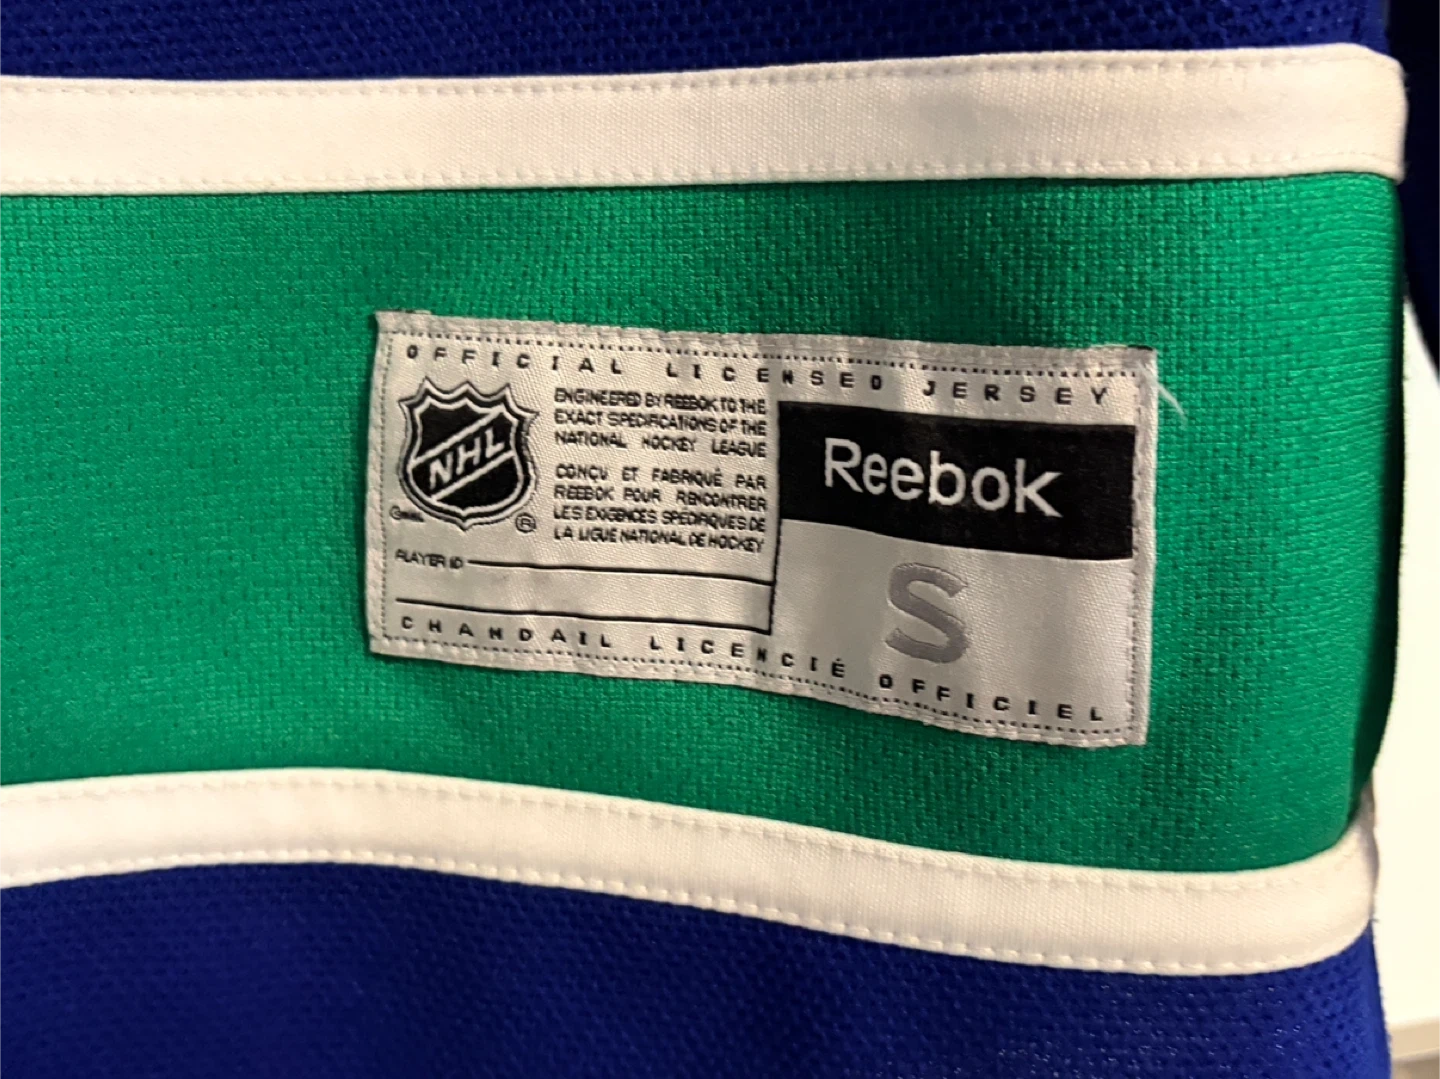 OFFICIAL LICENSED JERSEY
NHL
®
ENGINEERED BY REEBOK TO THE
EXACT SPECIFICATIONS OF THE
NATIONAL HOCKEY LEAGUE
CONÇU ET FABRIQUÉ PAR
REEBOK POUR RENCONTRER
LES EXIGENCES SPECIFIQUES DE
LA LIGUE NATIONAL DE HOCKEY
PLAYER ID
Reebok
S
CHANDAIL LICENCIÉ OFFICIEL